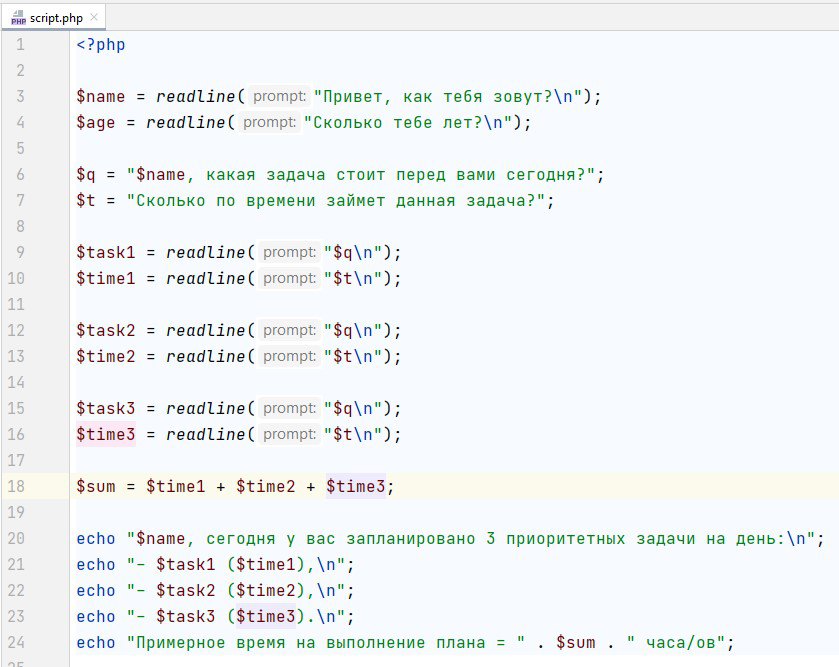 script.php
1 <?php
2
3 $name = readline( prompt: "Привет, как тебя зовут?\n");
4 $age = readline( prompt: "Сколько тебе лет?\n");
5
6 $q = "$name, какая задача стоит перед вами сегодня?";
7 $t = "Сколько по времени займет данная задача?";
8
9 $task1 = readline( prompt: "$q\n");
10 $time1 = readline( prompt: "$t\n");
11
12 $task2 = readline( prompt: "$q\n");
13 $time2 = readline( prompt: "$t\n");
14
15 $task3 = readline( prompt: "$q\n");
16 $time3 = readline( prompt: "$t\n");
17
18 $sum = $time1 + $time2 + $time3;
19
20 echo "$name, сегодня у вас запланировано 3 приоритетных задачи на день:\n";
21 echo "- $task1 ($time1),\n";
22 echo "- $task2 ($time2),\n";
23 echo "- $task3 ($time3).\n";
24 echo "Примерное время на выполнение плана = " . $sum . " часа/ов";